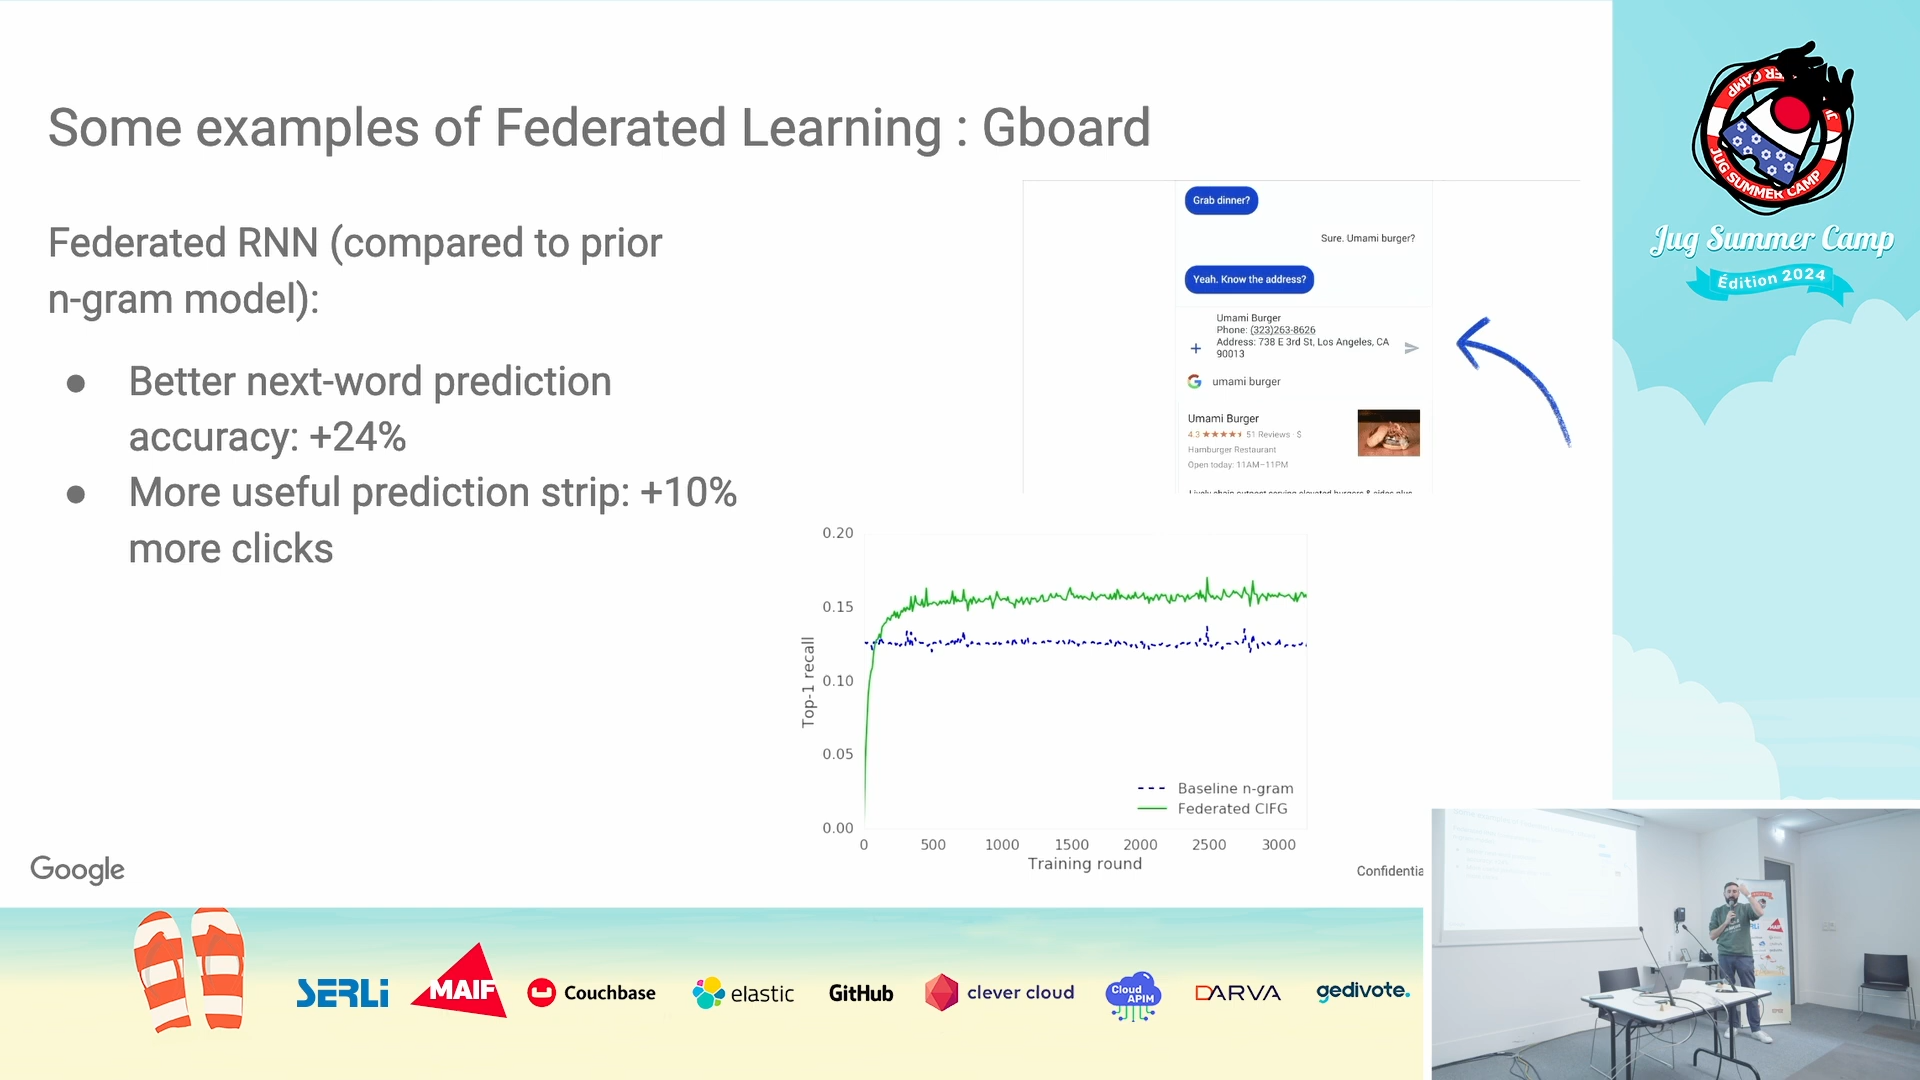 Some examples of Federated Learning : Gboard
Federated RNN (compared to prior
n-gram model):
● Better next-word prediction
accuracy: +24%
● More useful prediction strip: +10%
more clicks
Grab dinner?
Sure. Umami burger?
Yeah. Know the address?
Umami Burger
Phone: (323)263-8626
Address: 738 E 3rd St, Los Angeles, CA
90013
umami burger
Umami Burger
4.3 ★★★★★ 51 Reviews · $
Hamburger Restaurant
Open today: 11AM–11PM
0.20
0.15
0.10
0.05
0.00
Top-1 recall
Baseline n-gram
Federated CIFG
0 500 1000 1500 2000 2500 3000
Training round
Google
Confidentia
JUG SUMMER CAMP
Jug Summer Camp
Édition 2024
SERLI
MAIF
Couchbase
elastic
GitHub
clever cloud
Cloud
APIM
DARVA
gedivote.